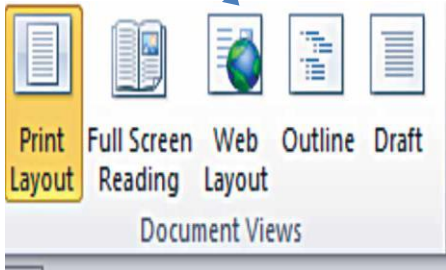 Print Full Screen Web Outline Draft
Layout Reading Layout
Document Views